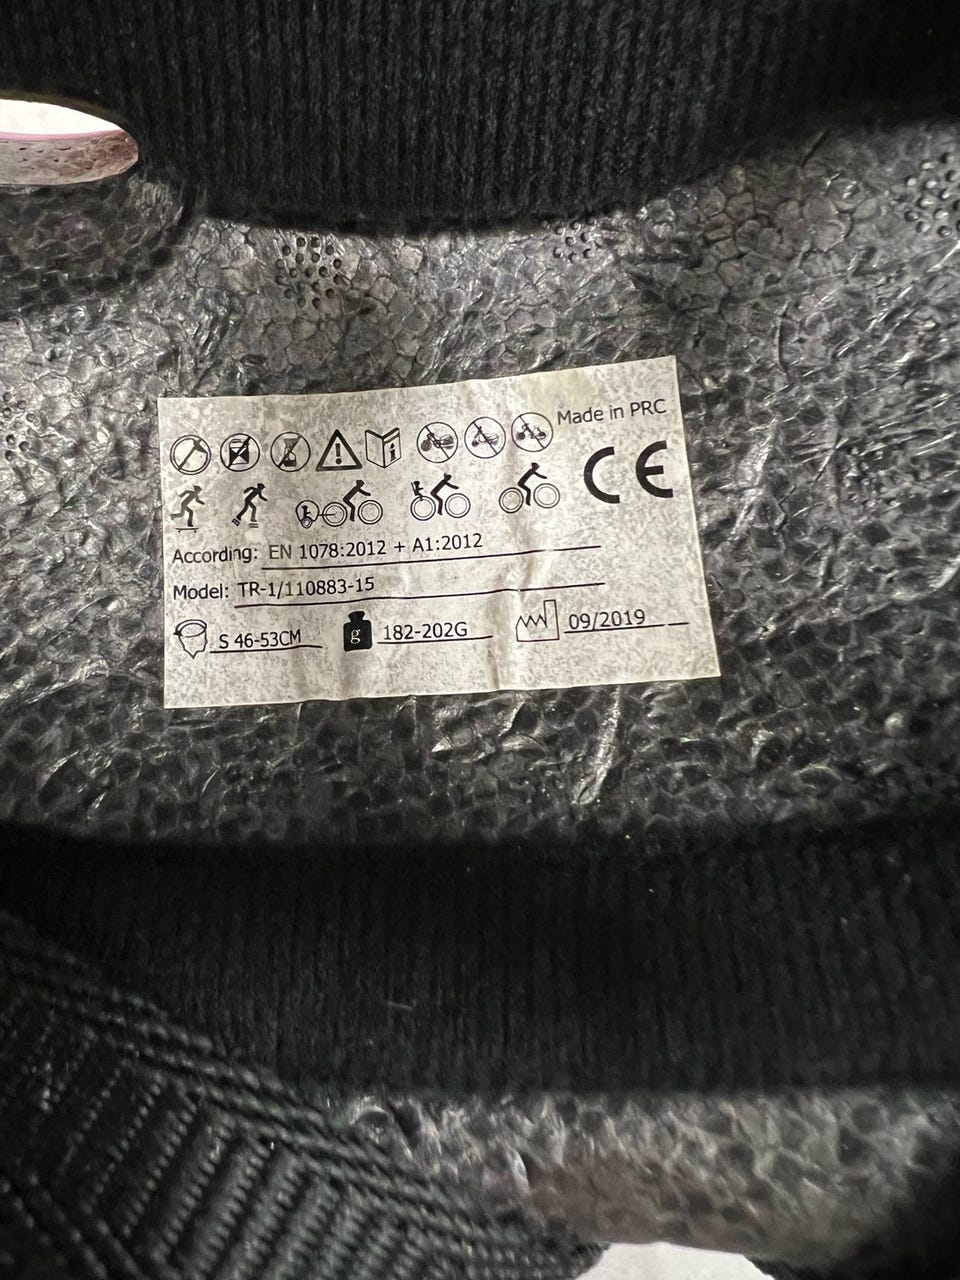 Made in PRC
CE
According: EN 1078:2012 + A1:2012
Model: TR-1/110883-15
S 46-53CM g 182-202G 09/2019